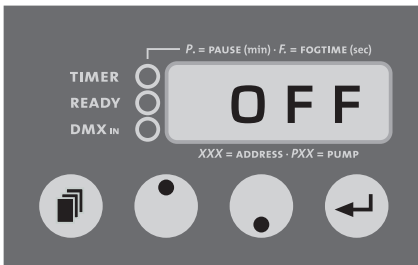 P. = PAUSE (min) · F. = FOGTIME (sec)
TIMER
READY
DMX IN
OFF
XXX = ADDRESS · PXX = PUMP